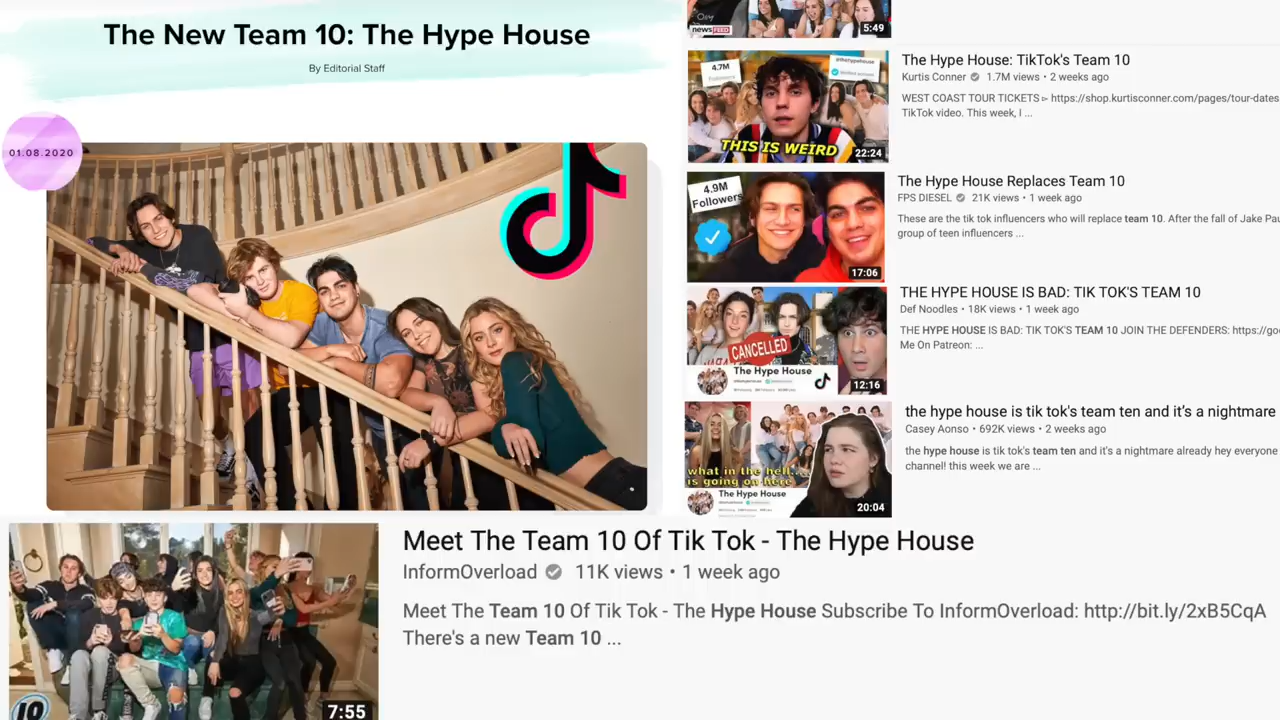 The New Team 10: The Hype House
By Editorial Staff
01.08.2020
news FEED
5:49
4.7M
Followers
THIS IS WEIRD
22:24
The Hype House: TikTok's Team 10
Kurtis Conner 1.7M views • 2 weeks ago
WEST COAST TOUR TICKETS ▻ https://shop.kurtisconner.com/pages/tour-dates
TikTok video. This week, I ...
4.9M
Followers
17:06
The Hype House Replaces Team 10
FPS DIESEL 21K views • 1 week ago
These are the tik tok influencers who will replace team 10. After the fall of Jake Pau
group of teen influencers ...
CANCELLED
The Hype House
12:16
THE HYPE HOUSE IS BAD: TIK TOK'S TEAM 10
Def Noodles • 18K views • 1 week ago
THE HYPE HOUSE IS BAD: TIK TOK'S TEAM 10 JOIN THE DEFENDERS: https://goo
Me On Patreon: ...
what in the hell...
is going on here
The Hype House
20:04
the hype house is tik tok's team ten and it's a nightmare
Casey Aonso • 692K views • 2 weeks ago
the hype house is tik tok's team ten and it's a nightmare already hey everyone
channel! this week we are ...
10
7:55
Meet The Team 10 Of Tik Tok - The Hype House
InformOverload 11K views • 1 week ago
Meet The Team 10 Of Tik Tok - The Hype House Subscribe To InformOverload: http://bit.ly/2xB5CqA
There's a new Team 10 ...